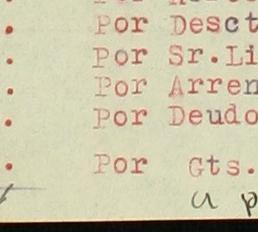 . Por Desct
. Por Sr.Li
. Por Arren
. Por Deudo
. Por Gts.
a p